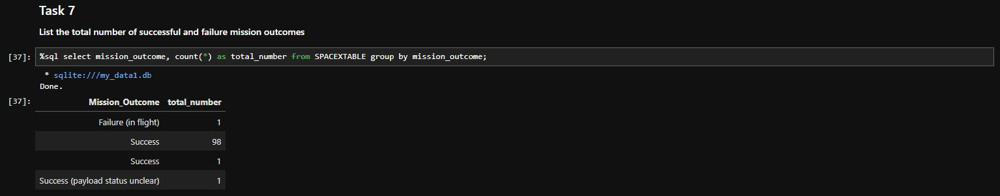 Task 7
List the total number of successful and failure mission outcomes
[37]: %sql select mission_outcome, count(*) as total_number from SPACEXTABLE group by mission_outcome;
* sqlite:///my_data1.db
Done.
[37]: Mission_Outcome total_number
Failure (in flight) 1
Success 98
Success 1
Success (payload status unclear) 1